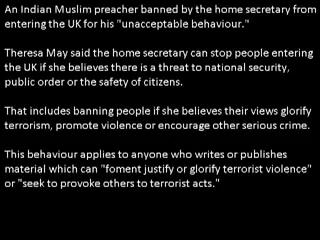 An Indian Muslim preacher banned by the home secretary from
entering the UK for his "unacceptable behaviour."
Theresa May said the home secretary can stop people entering
the UK if she believes there is a threat to national security,
public order or the safety of citizens.
That includes banning people if she believes their views glorify
terrorism, promote violence or encourage other serious crime.
This behaviour applies to anyone who writes or publishes
material which can "foment justify or glorify terrorist violence"
or "seek to provoke others to terrorist acts."